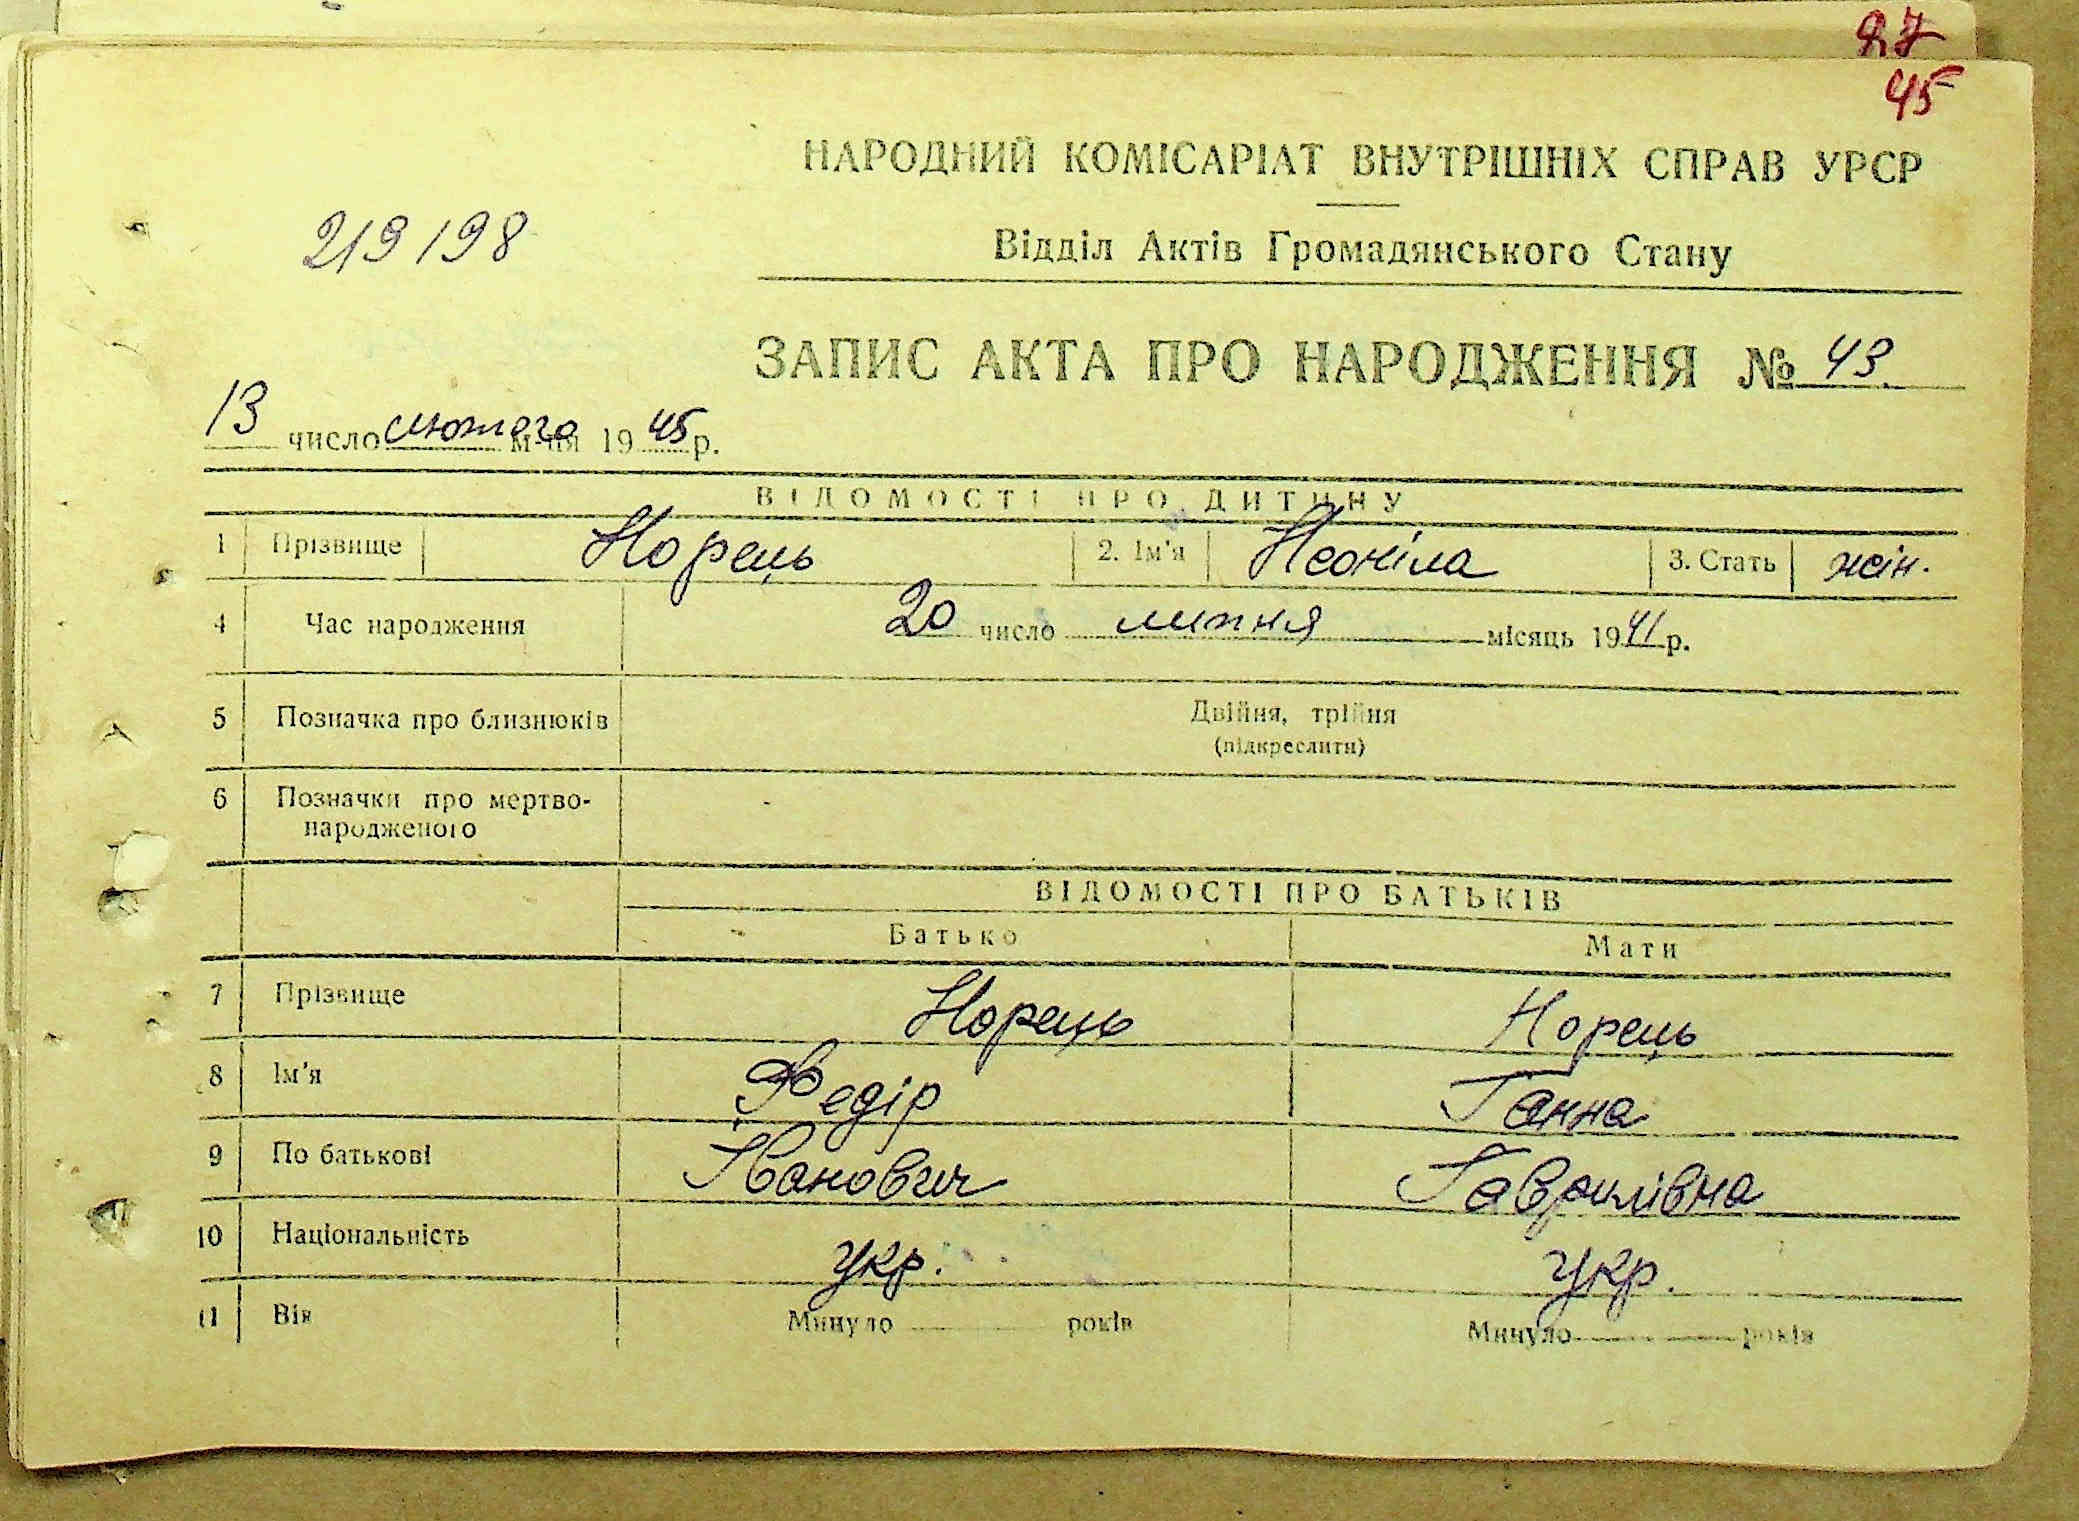 27
45
НАРОДНИЙ КОМІСАРІАТ ВНУТРІШНІХ СПРАВ УРСР
219198
Відділ Актів Громадянського Стану
ЗАПИС АКТА ПРО НАРОДЖЕННЯ № 43.
13 число лютого м-ця 1945 р.
ВІДОМОСТІ ПРО ДИТИНУ
1 Прізвище Норець 2. Ім'я Неоніла 3. Стать жін.
4 Час народження 20 число липня місяць 1941 р.
5 Позначка про близнюків Двійня, трійня
(підкреслити)
6 Позначки про мертво-
народженого
ВІДОМОСТІ ПРО БАТЬКІВ
Батько Мати
7 Прізвище Норець Норець
8 Ім'я Федір Ганна
9 По батькові Іванович Гаврилівна
10 Національність укр. укр.
11 Вік Минуло років Минуло років